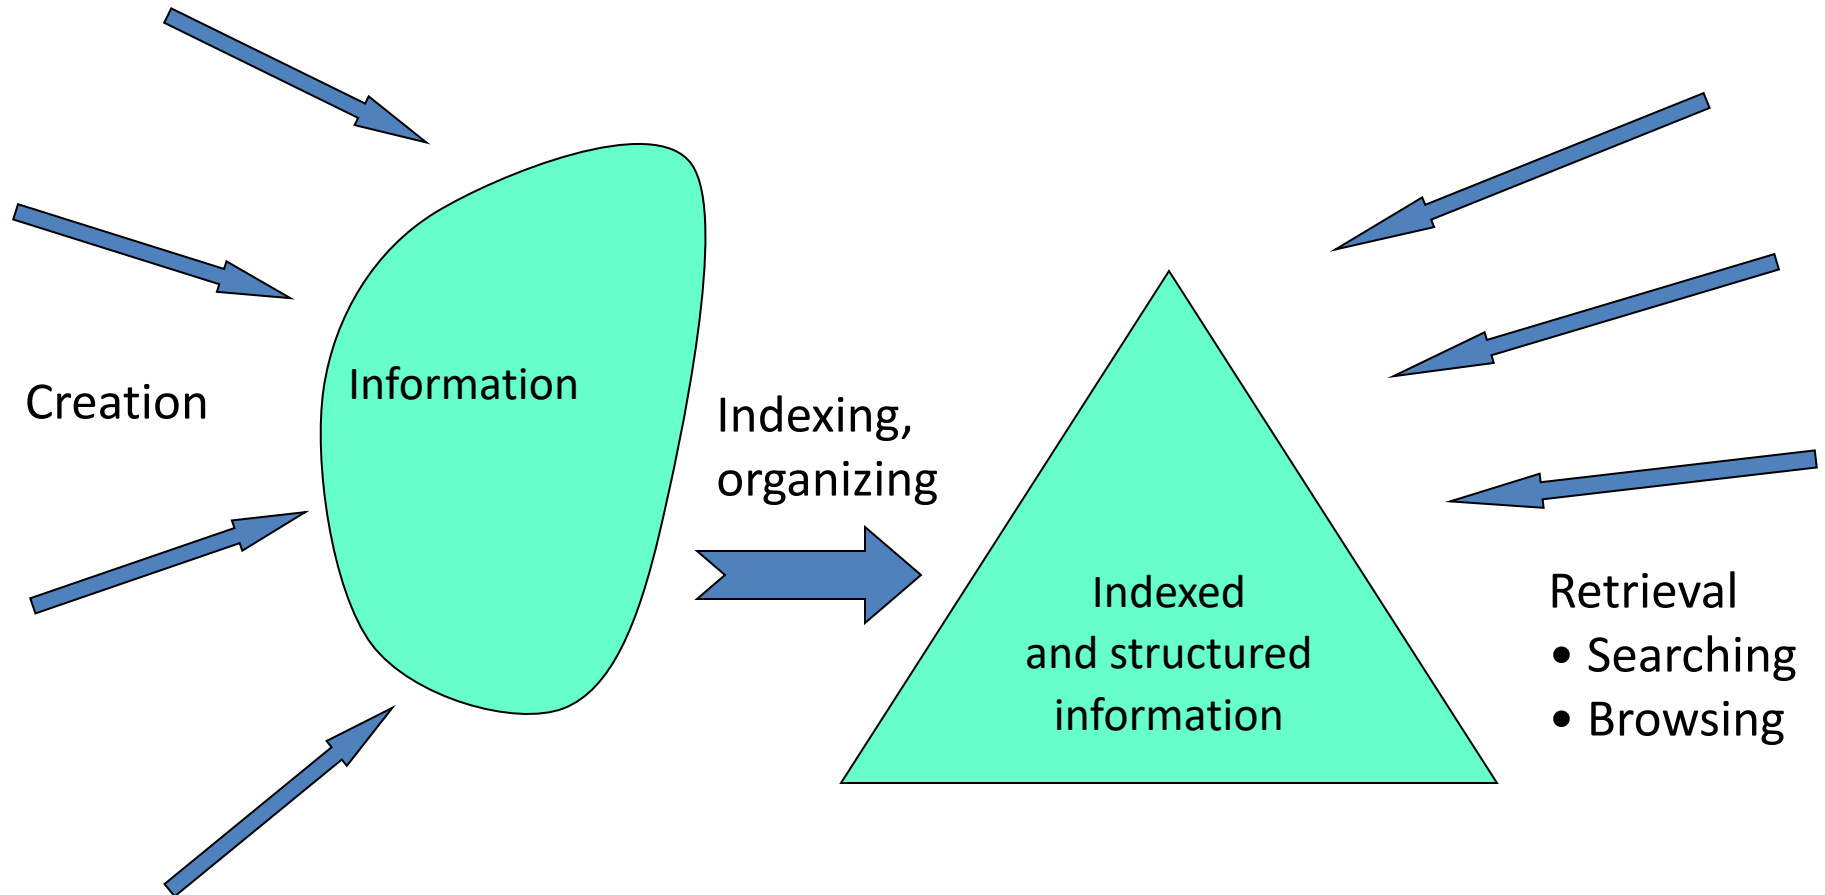 Creation
Information
Indexing,
organizing
Indexed
and structured
information
Retrieval
• Searching
• Browsing